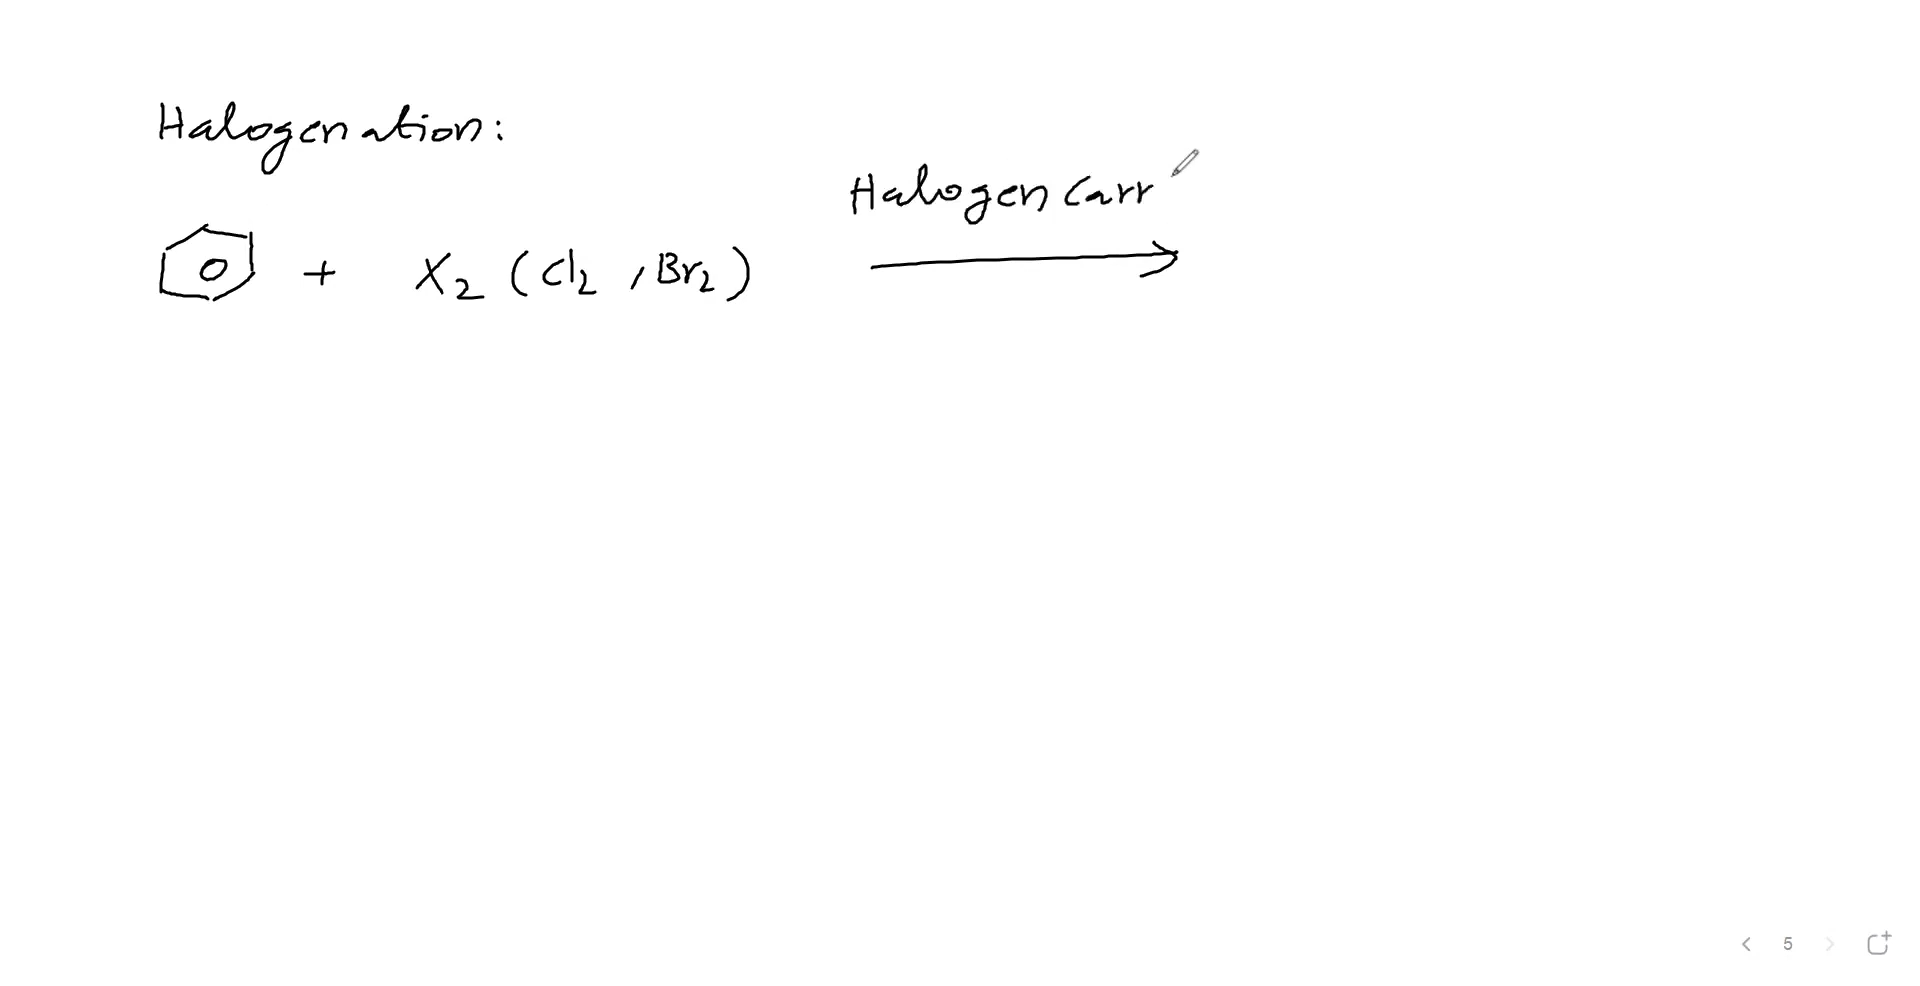 Halogenation:
Halogen Carr
+ X₂ (Cl₂, Br₂)
5